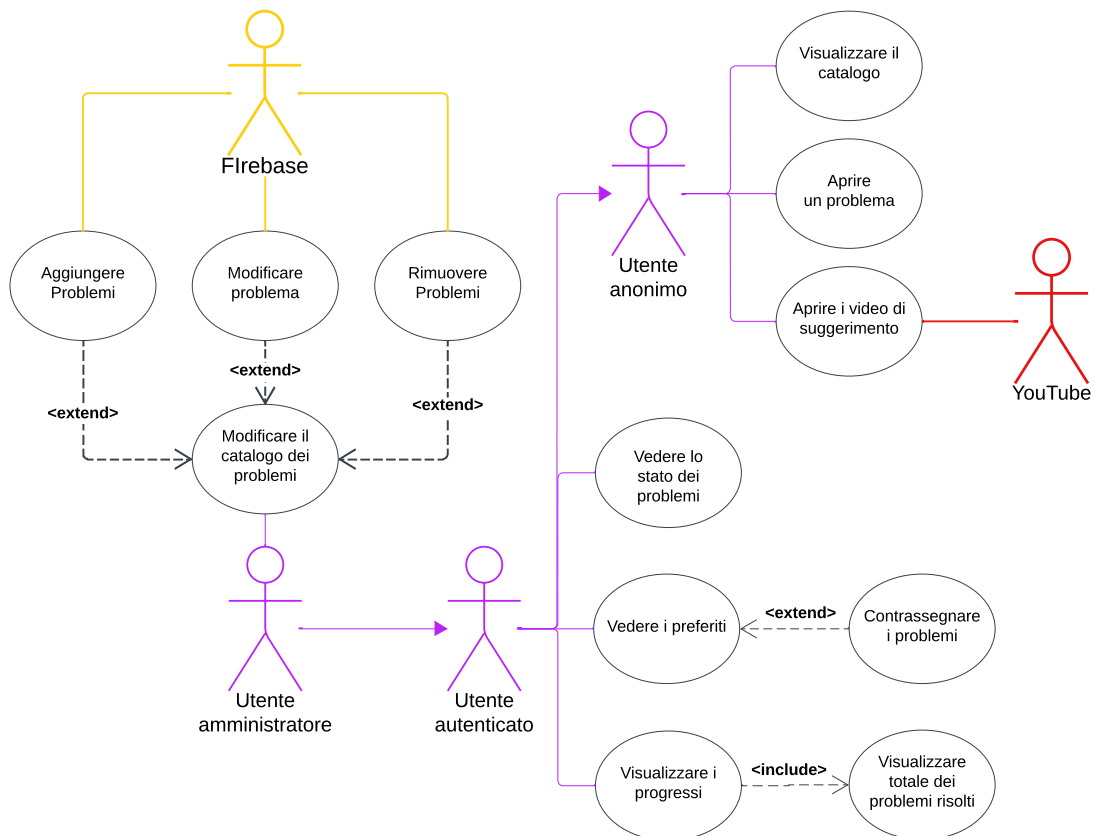 FIrebase
Aggiungere
Problemi
Modificare
problema
Rimuovere
Problemi
<extend>
<extend>
<extend>
Modificare il
catalogo dei
problemi
Utente
amministratore
Utente
autenticato
Utente
anonimo
Visualizzare il
catalogo
Aprire
un problema
Aprire i video di
suggerimento
YouTube
Vedere lo
stato dei
problemi
Vedere i preferiti
<extend>
Contrassegnare
i problemi
Visualizzare i
progressi
<include>
Visualizzare
totale dei
problemi risolti